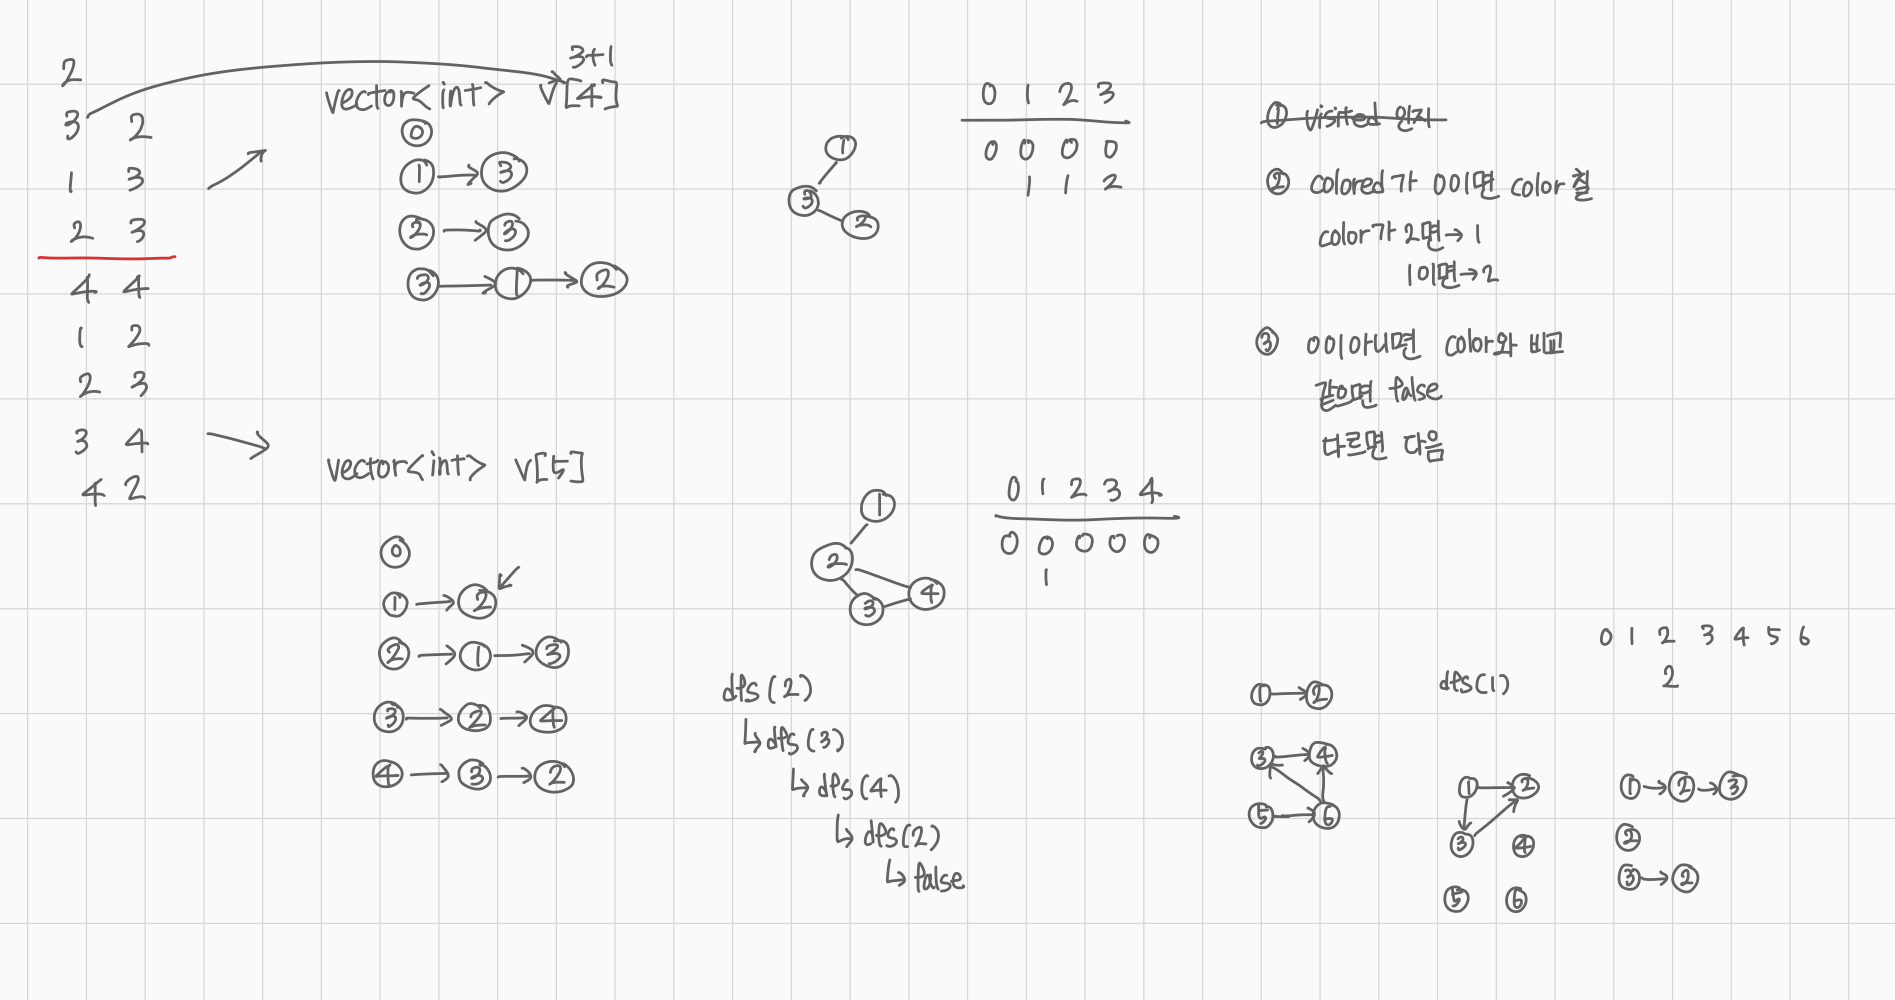 2
3 2
1 3
2 3
4 4
1 2
2 3
3 4
4 2
3+1
vector<int> v[4]
0
1 → 3
2 → 3
3 → 1 → 2
1
3
2
0 1 2 3
0 0 0 0
1 1 2
① visited 인지
② colored가 0이면 color 칠
color가 2면 → 1
1이면 → 2
③ 0이아니면 color와 비교
같으면 false
다르면 다음
vector<int> v[5]
0
1 → 2
2 → 1 → 3
3 → 2 → 4
4 → 3 → 2
1
2
4
3
0 1 2 3 4
0 0 0 0 0
1
dfs(2)
↳ dfs(3)
↳ dfs(4)
↳ dfs(2)
↳ false
1 → 2
3 → 4
5 → 6
dfs(1)
0 1 2 3 4 5 6
2
1 → 2
3 4
5 6
1 → 2 → 3
2
3 → 2